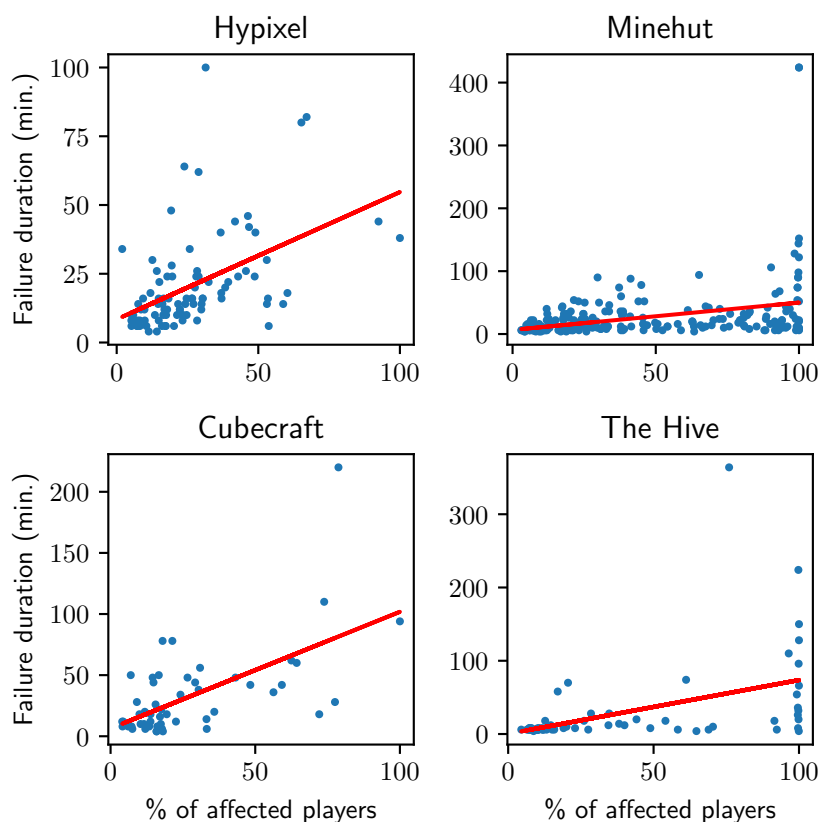 Hypixel
Minehut
Failure duration (min.)
100
75
50
25
0
0 50 100
400
300
200
100
0
0 50 100
Cubecraft
The Hive
Failure duration (min.)
200
150
100
50
0
0 50 100
% of affected players
300
200
100
0
0 50 100
% of affected players